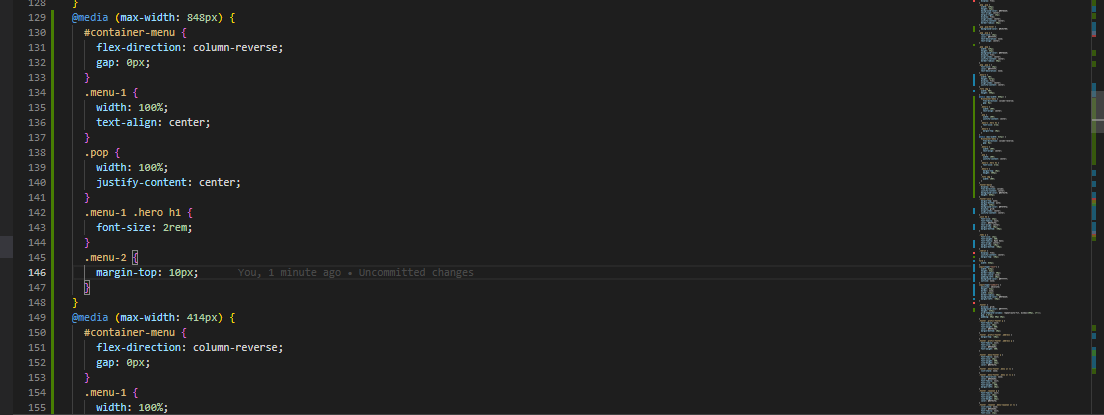 128 }
129 @media (max-width: 848px) {
130 #container-menu {
131 flex-direction: column-reverse;
132 gap: 0px;
133 }
134 .menu-1 {
135 width: 100%;
136 text-align: center;
137 }
138 .pop {
139 width: 100%;
140 justify-content: center;
141 }
142 .menu-1 .hero h1 {
143 font-size: 2rem;
144 }
145 .menu-2 {
146 margin-top: 10px; You, 1 minute ago • Uncommitted changes
147 }
148 }
149 @media (max-width: 414px) {
150 #container-menu {
151 flex-direction: column-reverse;
152 gap: 0px;
153 }
154 .menu-1 {
155 width: 100%;